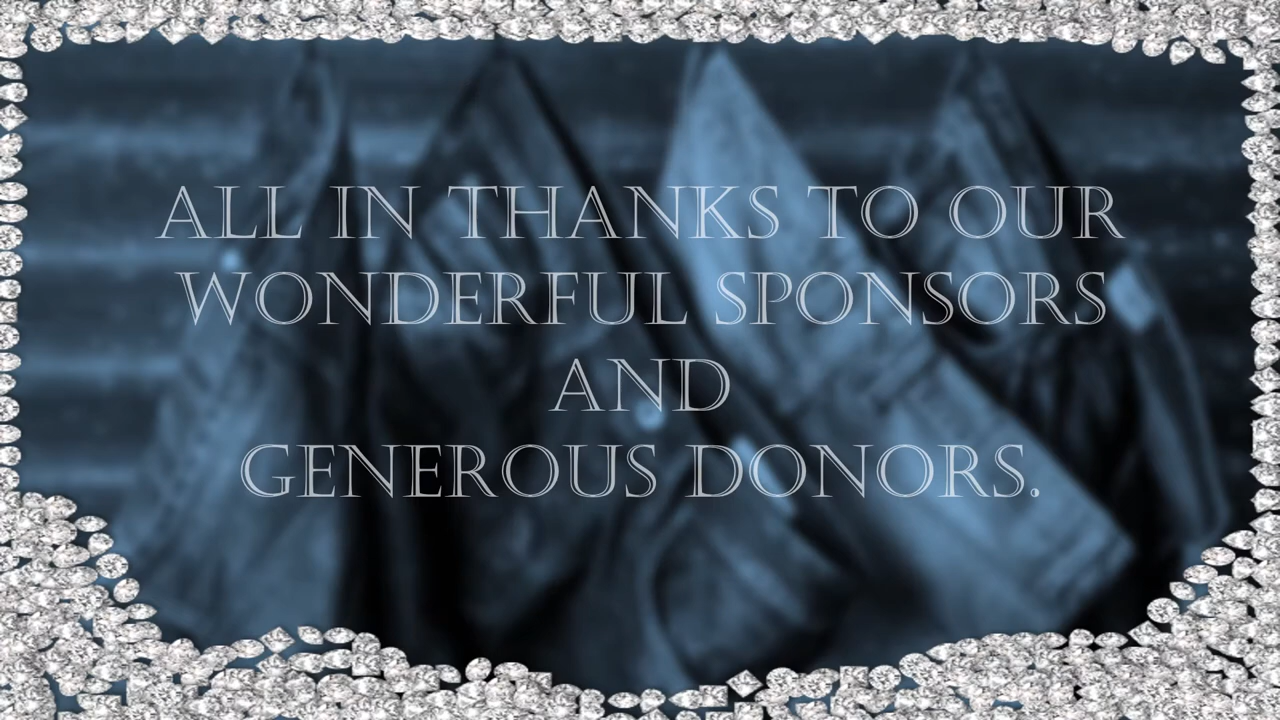 ALL IN THANKS TO OUR
WONDERFUL SPONSORS
AND
GENEROUS DONORS.